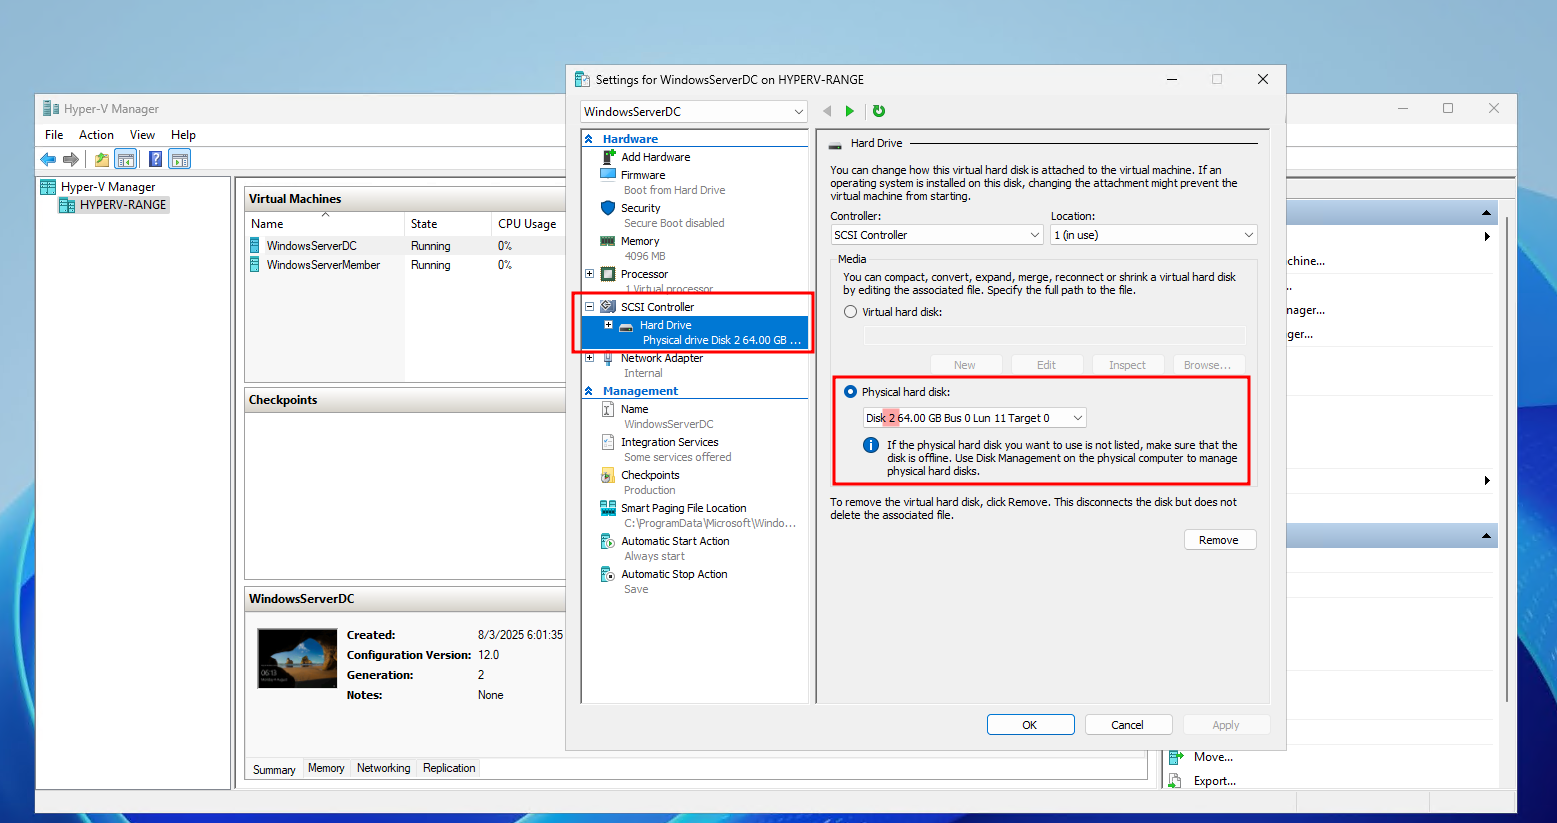 Hyper-V Manager
File Action View Help
Hyper-V Manager
HYPERV-RANGE
Virtual Machines
Name State CPU Usage
WindowsServerDC Running 0%
WindowsServerMember Running 0%
Checkpoints
WindowsServerDC
Created: 8/3/2025 6:01:35
Configuration Version: 12.0
Generation: 2
Notes: None
Summary Memory Networking Replication
Settings for WindowsServerDC on HYPERV-RANGE
WindowsServerDC
Hardware
Add Hardware
Firmware
Boot from Hard Drive
Security
Secure Boot disabled
Memory
4096 MB
Processor
1 Virtual processor
SCSI Controller
Hard Drive
Physical drive Disk 2 64.00 GB ...
Network Adapter
Internal
Management
Name
WindowsServerDC
Integration Services
Some services offered
Checkpoints
Production
Smart Paging File Location
C:\ProgramData\Microsoft\Windo...
Automatic Start Action
Always start
Automatic Stop Action
Save
Hard Drive
You can change how this virtual hard disk is attached to the virtual machine. If an
operating system is installed on this disk, changing the attachment might prevent the
virtual machine from starting.
Controller: Location:
SCSI Controller 1 (in use)
Media
You can compact, convert, expand, merge, reconnect or shrink a virtual hard disk
by editing the associated file. Specify the full path to the file.
Virtual hard disk:
New Edit Inspect Browse...
Physical hard disk:
Disk 2 64.00 GB Bus 0 Lun 11 Target 0
If the physical hard disk you want to use is not listed, make sure that the
disk is offline. Use Disk Management on the physical computer to manage
physical hard disks.
To remove the virtual hard disk, click Remove. This disconnects the disk but does not
delete the associated file.
Remove
OK Cancel Apply
chine...
nager...
ger...
Move...
Export...